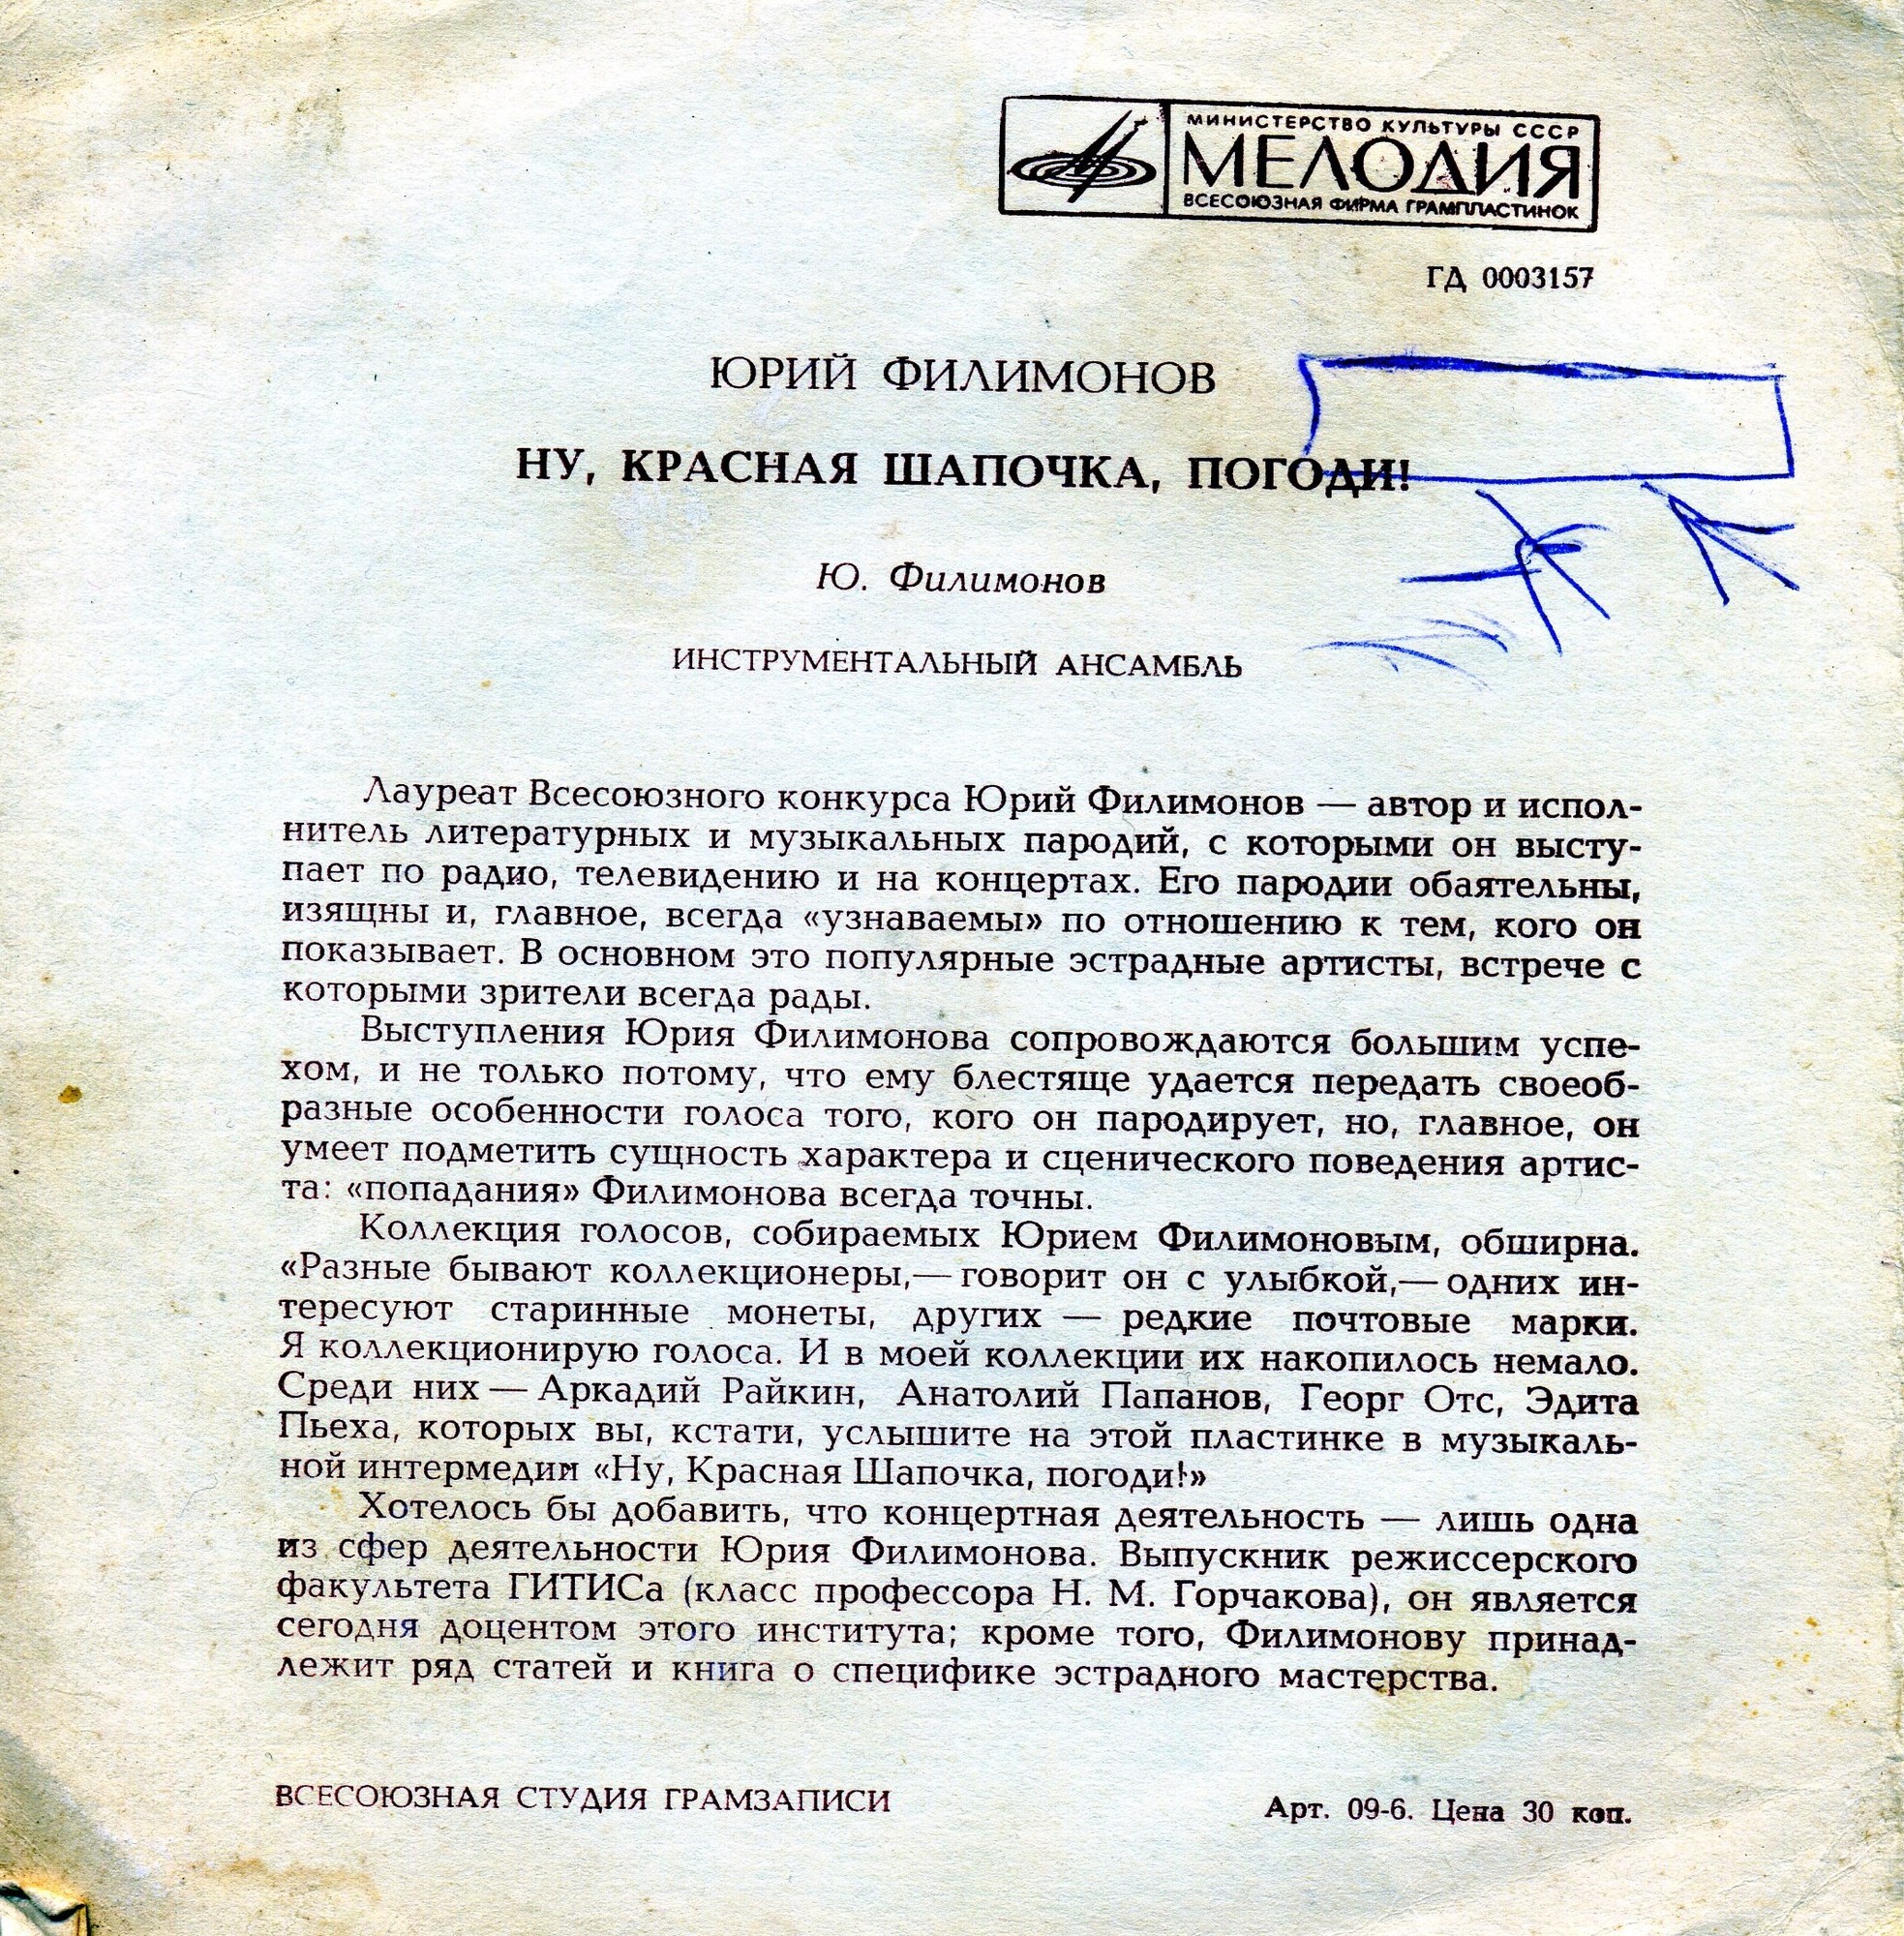 МИНИСТЕРСТВО КУЛЬТУРЫ СССР
МЕЛОДИЯ
ВСЕСОЮЗНАЯ ФИРМА ГРАМПЛАСТИНОК
ГД 0003157
ЮРИЙ ФИЛИМОНОВ
НУ, КРАСНАЯ ШАПОЧКА, ПОГОДИ!
Ю. Филимонов
ИНСТРУМЕНТАЛЬНЫЙ АНСАМБЛЬ
Лауреат Всесоюзного конкурса Юрий Филимонов — автор и испол-
нитель литературных и музыкальных пародий, с которыми он высту-
пает по радио, телевидению и на концертах. Его пародии обаятельны,
изящны и, главное, всегда «узнаваемы» по отношению к тем, кого он
показывает. В основном это популярные эстрадные артисты, встрече с
которыми зрители всегда рады.
Выступления Юрия Филимонова сопровождаются большим успе-
хом, и не только потому, что ему блестяще удается передать своеоб-
разные особенности голоса того, кого он пародирует, но, главное, он
умеет подметить сущность характера и сценического поведения артис-
та: «попадания» Филимонова всегда точны.
Коллекция голосов, собираемых Юрием Филимоновым, обширна.
«Разные бывают коллекционеры,— говорит он с улыбкой,— одних ин-
тересуют старинные монеты, других — редкие почтовые марки.
Я коллекционирую голоса. И в моей коллекции их накопилось немало.
Среди них — Аркадий Райкин, Анатолий Папанов, Георг Отс, Эдита
Пьеха, которых вы, кстати, услышите на этой пластинке в музыкаль-
ной интермедии «Ну, Красная Шапочка, погоди!»
Хотелось бы добавить, что концертная деятельность — лишь одна
из сфер деятельности Юрия Филимонова. Выпускник режиссерского
факультета ГИТИСа (класс профессора Н. М. Горчакова), он является
сегодня доцентом этого института; кроме того, Филимонову принад-
лежит ряд статей и книга о специфике эстрадного мастерства.
ВСЕСОЮЗНАЯ СТУДИЯ ГРАМЗАПИСИ
Арт. 09-6. Цена 30 коп.